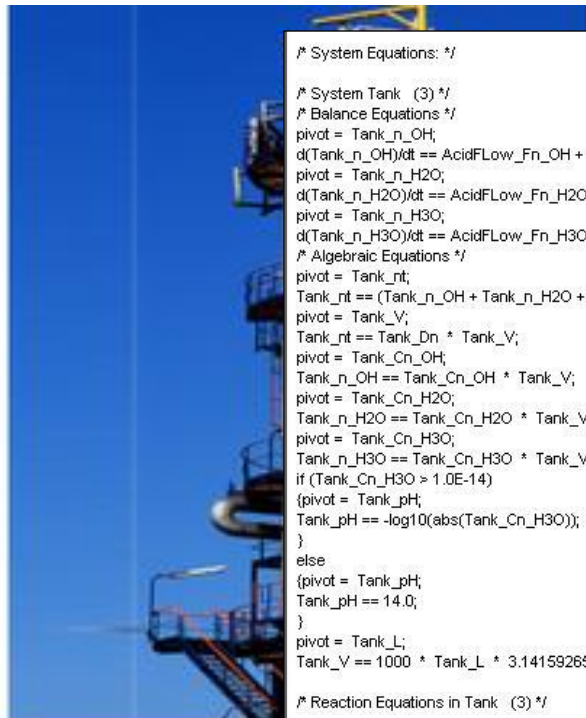 /* System Equations: */
/* System Tank (3) */
/* Balance Equations */
pivot = Tank_n_OH;
d(Tank_n_OH)/dt == AcidFLow_Fn_OH +
pivot = Tank_n_H2O;
d(Tank_n_H2O)/dt == AcidFLow_Fn_H2O
pivot = Tank_n_H3O;
d(Tank_n_H3O)/dt == AcidFLow_Fn_H3O
/* Algebraic Equations */
pivot = Tank_nt;
Tank_nt == (Tank_n_OH + Tank_n_H2O +
pivot = Tank_V;
Tank_nt == Tank_Dn * Tank_V;
pivot = Tank_Cn_OH;
Tank_n_OH == Tank_Cn_OH * Tank_V;
pivot = Tank_Cn_H2O;
Tank_n_H2O == Tank_Cn_H2O * Tank_V
pivot = Tank_Cn_H3O;
Tank_n_H3O == Tank_Cn_H3O * Tank_V
if (Tank_Cn_H3O > 1.0E-14)
{pivot = Tank_pH;
Tank_pH == -log10(abs(Tank_Cn_H3O));
}
else
{pivot = Tank_pH;
Tank_pH == 14.0;
}
pivot = Tank_L;
Tank_V == 1000 * Tank_L * 3.14159265
/* Reaction Equations in Tank (3) */